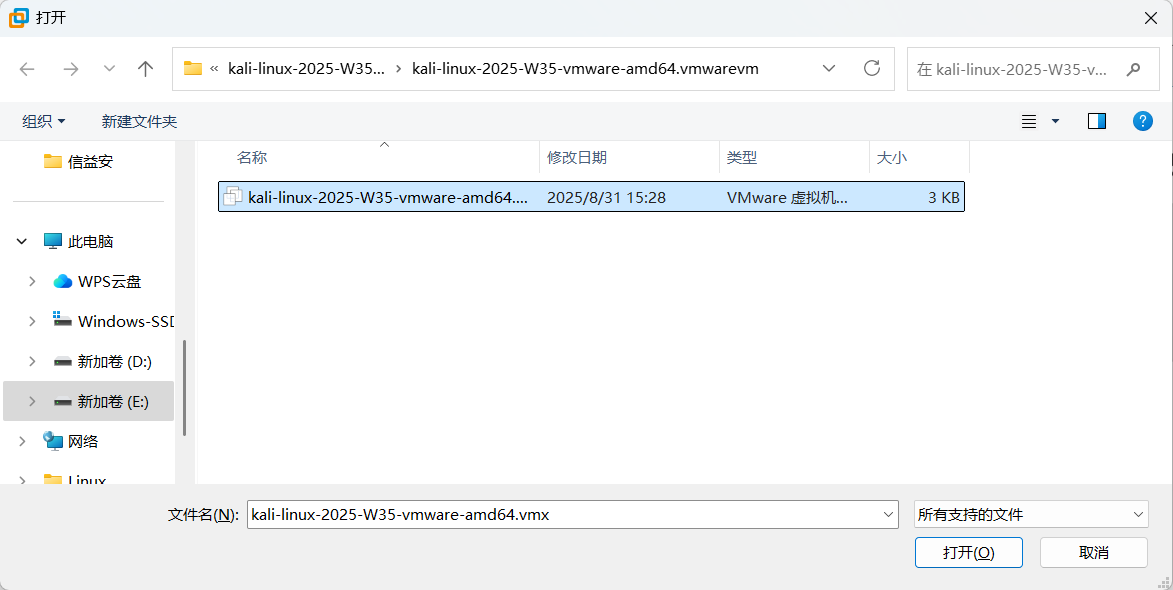 打开
« kali-linux-2025-W35... › kali-linux-2025-W35-vmware-amd64.vmwarevm
在 kali-linux-2025-W35-v...
组织 新建文件夹
名称 修改日期 类型 大小
kali-linux-2025-W35-vmware-amd64.... 2025/8/31 15:28 VMware 虚拟机... 3 KB
信益安
此电脑
WPS云盘
Windows-SSD
新加卷 (D:)
新加卷 (E:)
网络
Linux
文件名(N): kali-linux-2025-W35-vmware-amd64.vmx 所有支持的文件
打开(O) 取消